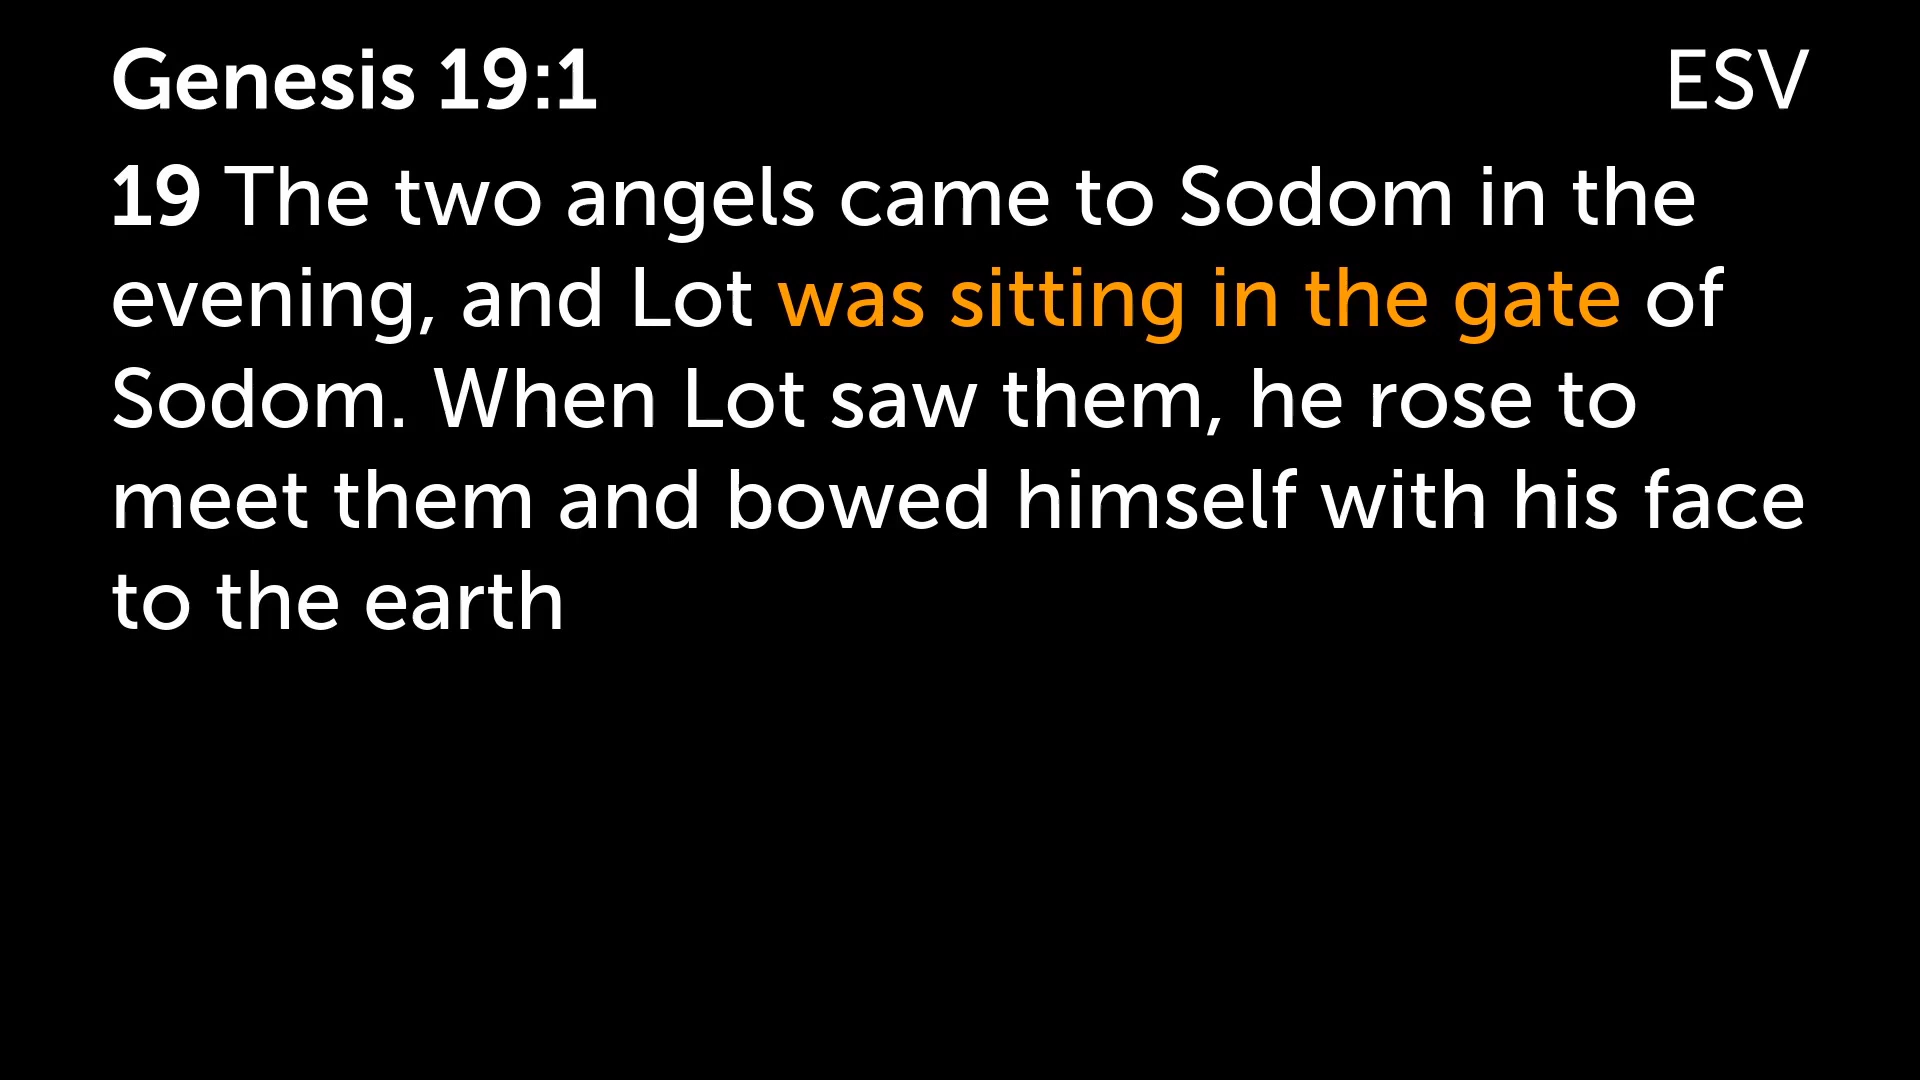 Genesis 19:1 ESV
19 The two angels came to Sodom in the
evening, and Lot was sitting in the gate of
Sodom. When Lot saw them, he rose to
meet them and bowed himself with his face
to the earth